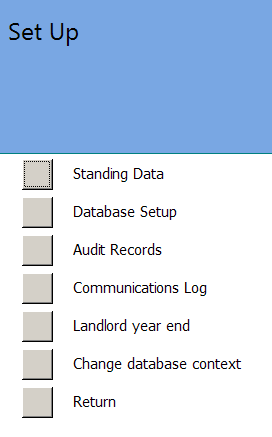 Set Up
Standing Data
Database Setup
Audit Records
Communications Log
Landlord year end
Change database context
Return